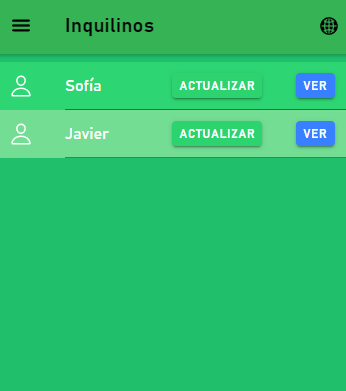 Inquilinos
Sofía ACTUALIZAR VER
Javier ACTUALIZAR VER